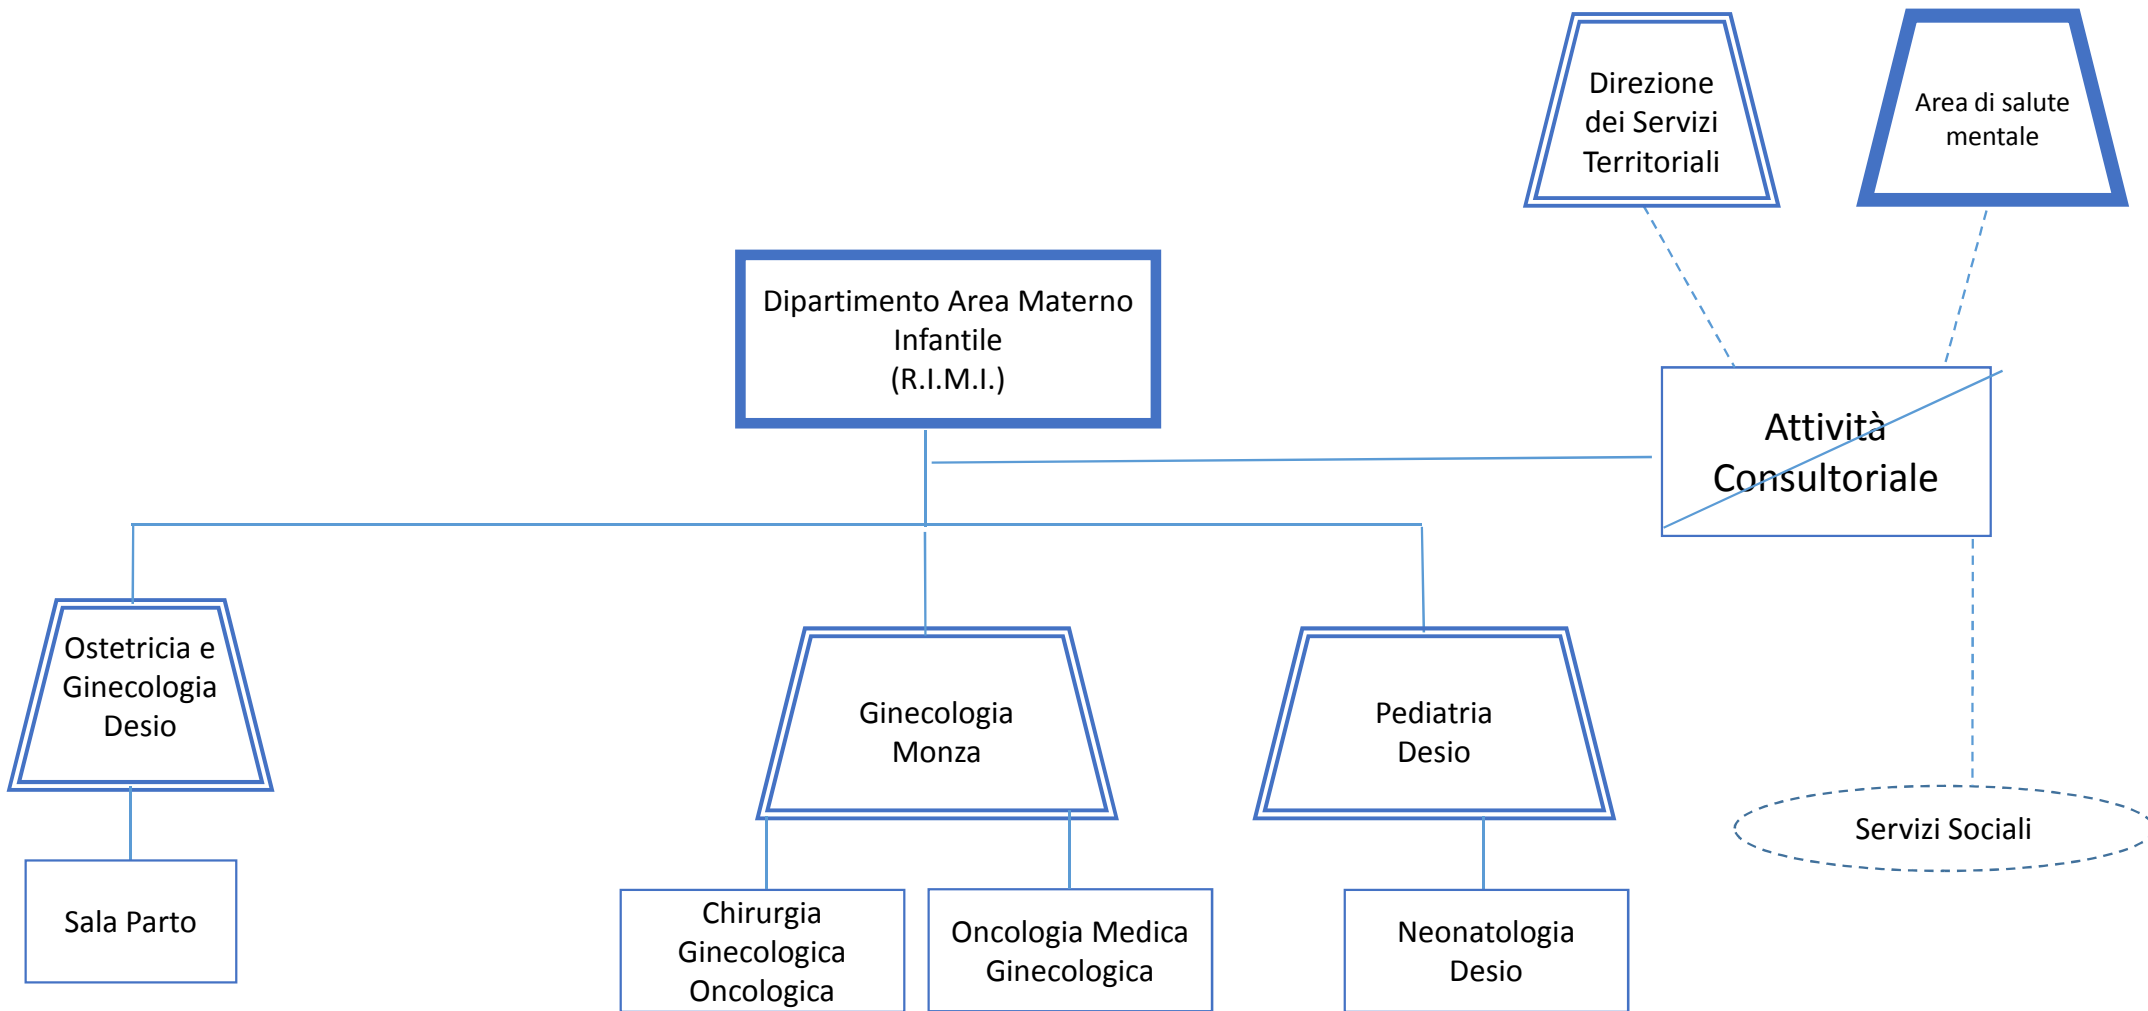 Direzione
dei Servizi
Territoriali
Area di salute
mentale
Dipartimento Area Materno
Infantile
(R.I.M.I.)
Attività
Consultoriale
Ostetricia e
Ginecologia
Desio
Ginecologia
Monza
Pediatria
Desio
Servizi Sociali
Sala Parto
Chirurgia
Ginecologica
Oncologica
Oncologia Medica
Ginecologica
Neonatologia
Desio